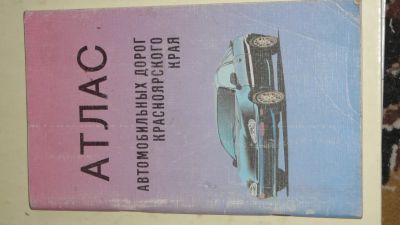 АТЛАС
АВТОМОБИЛЬНЫХ ДОРОГ
КРАСНОЯРСКОГО
КРАЯ